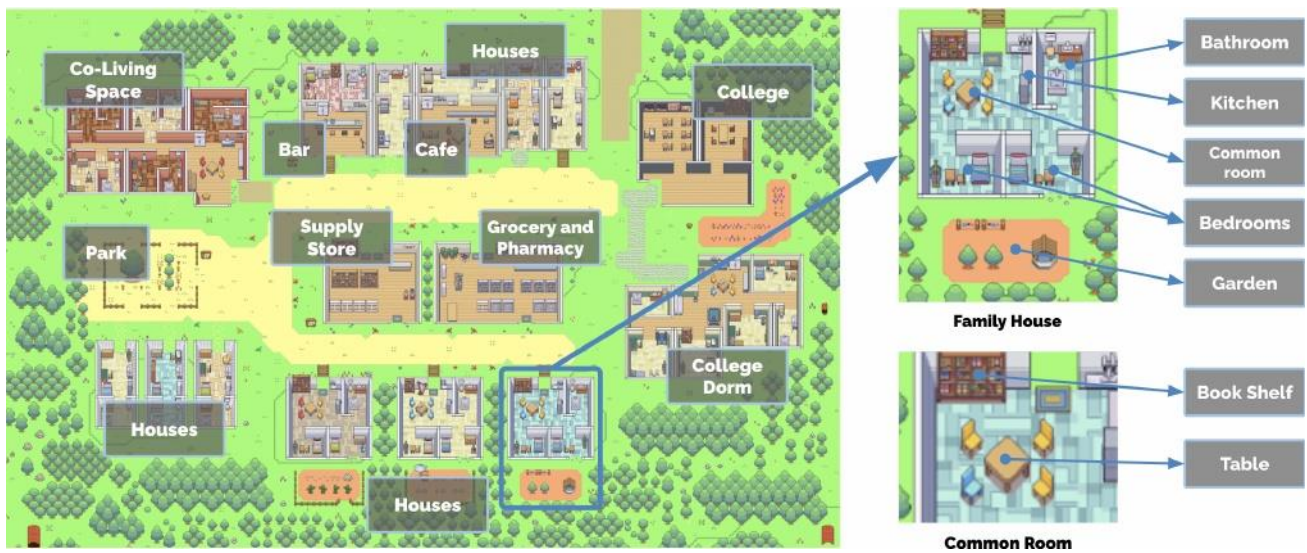 Co-Living
Space
Houses
College
Bar
Cafe
Park
Supply
Store
Grocery and
Pharmacy
College
Dorm
Houses
Houses
Bathroom
Kitchen
Common
room
Bedrooms
Garden
Family House
Book Shelf
Table
Common Room